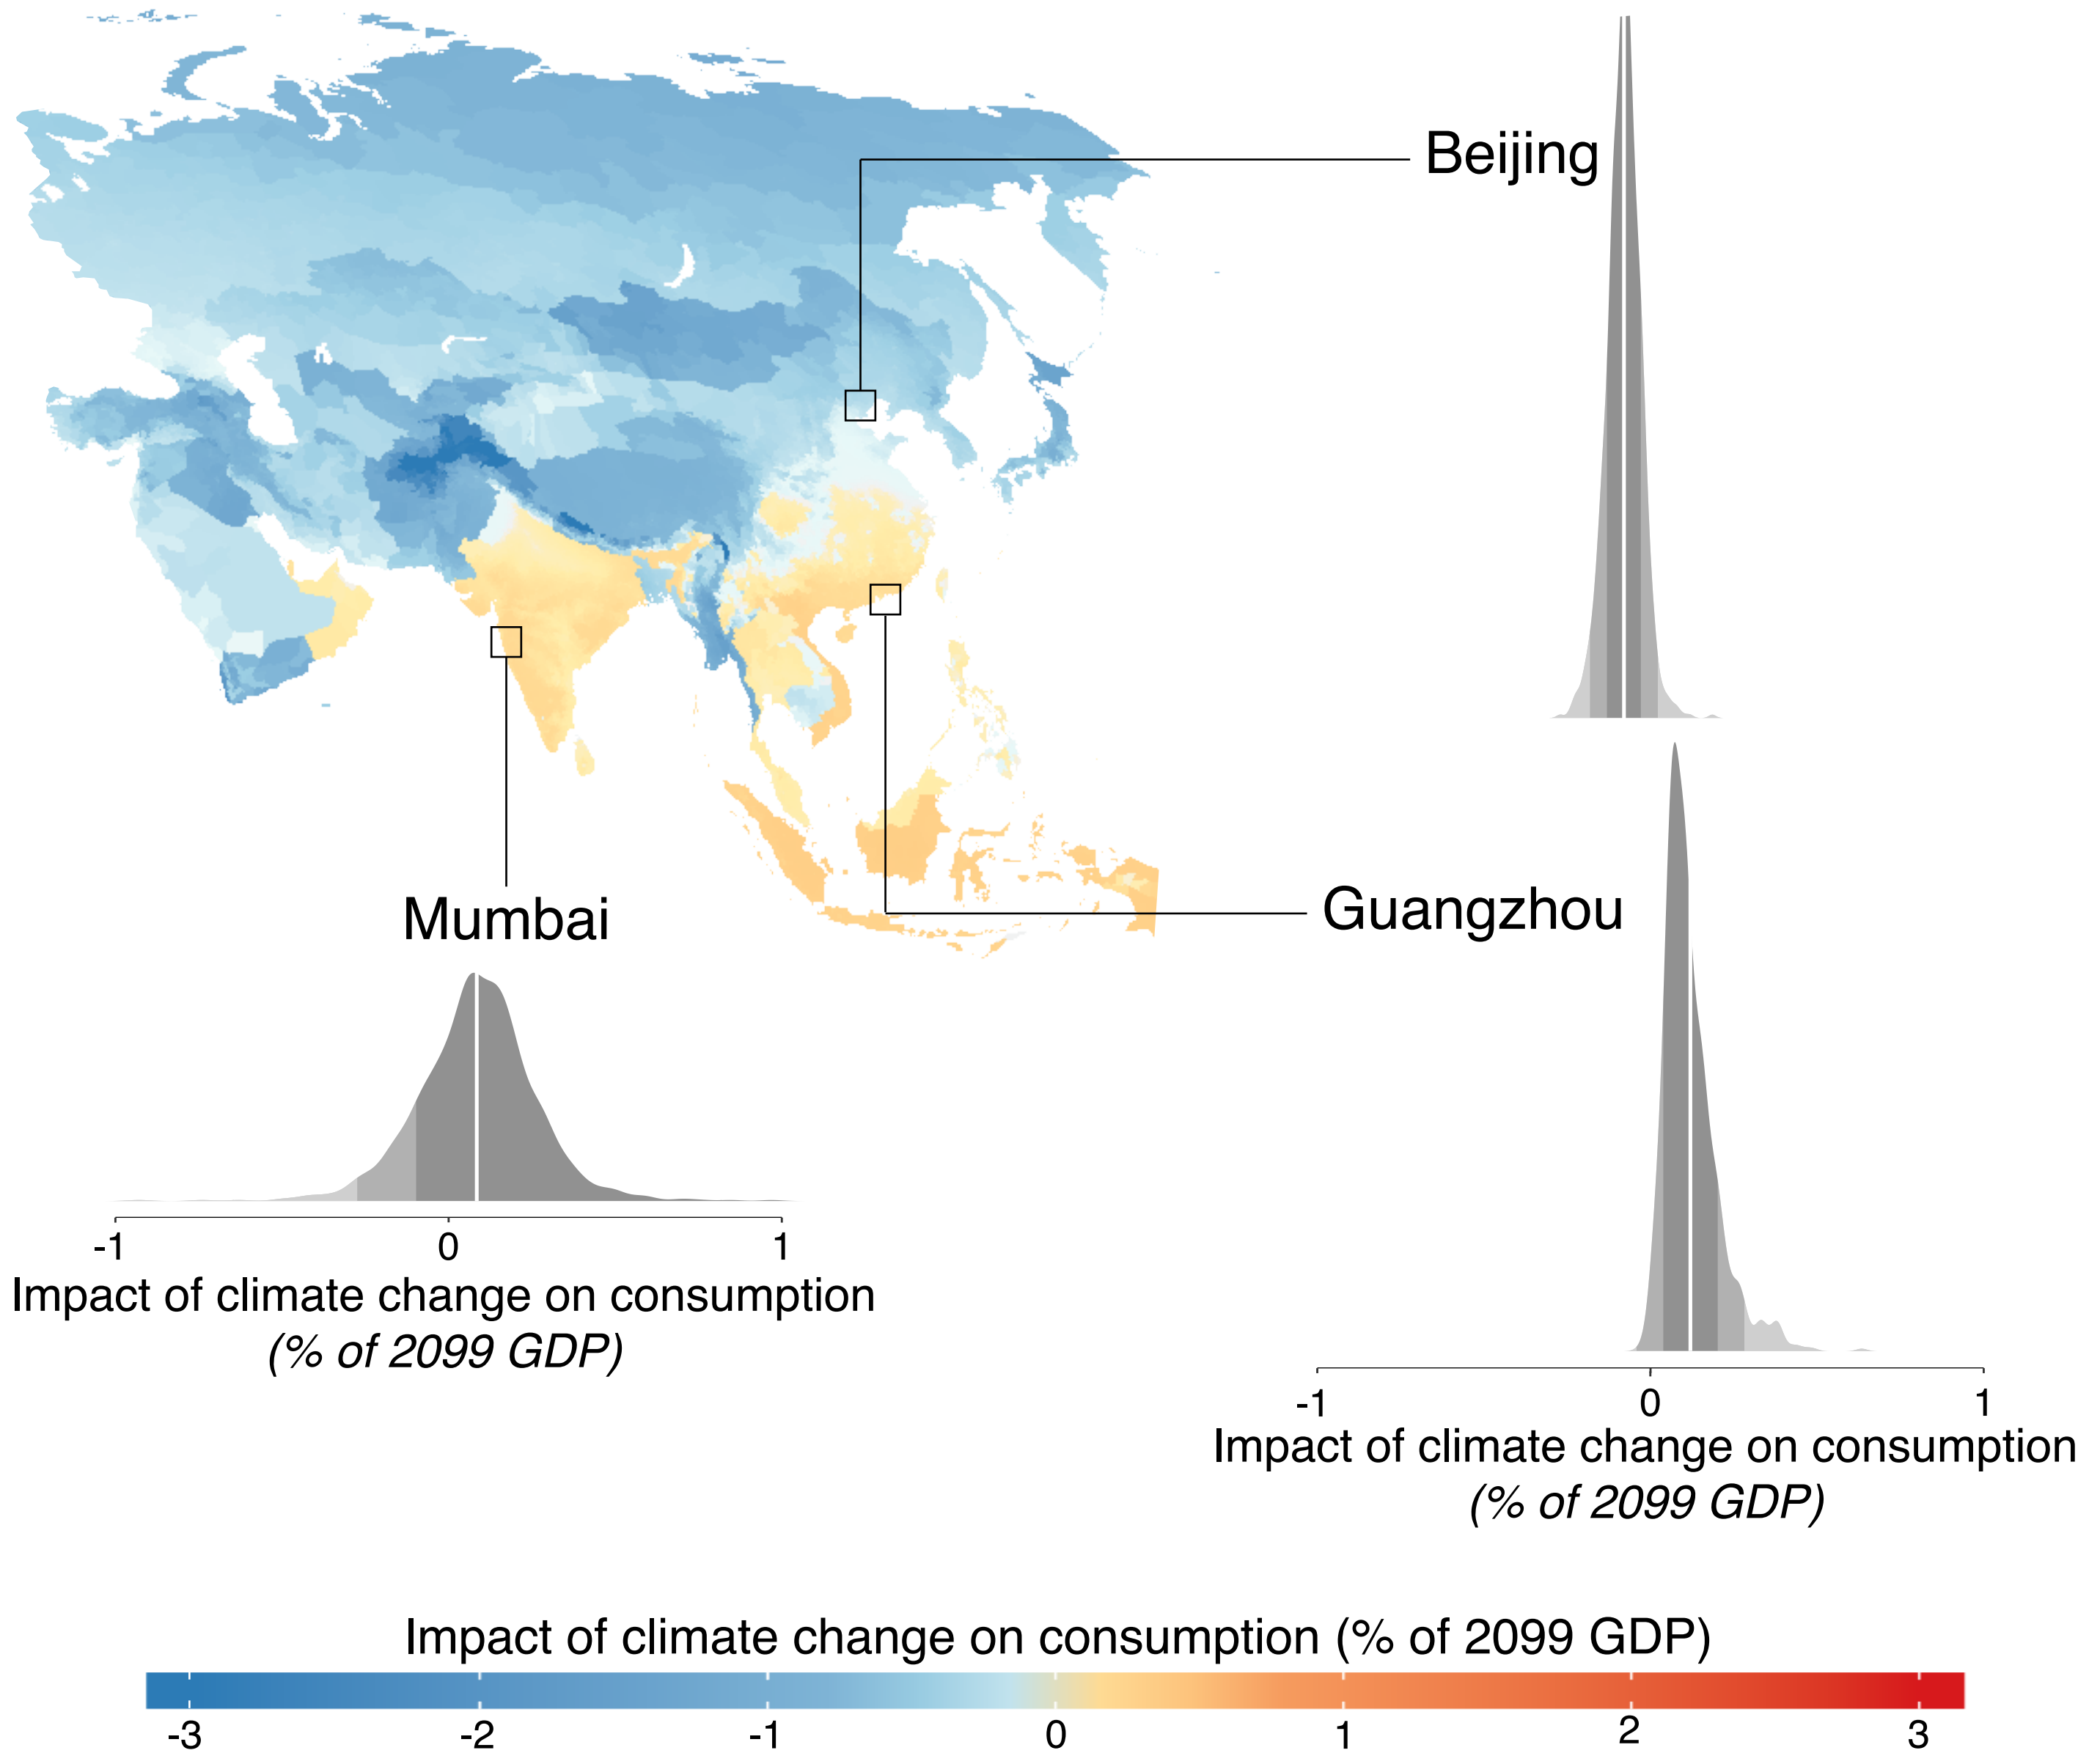 Beijing
Mumbai
Guangzhou
-1 0 1
Impact of climate change on consumption
(% of 2099 GDP)
-1 0 1
Impact of climate change on consumption
(% of 2099 GDP)
Impact of climate change on consumption (% of 2099 GDP)
-3 -2 -1 0 1 2 3